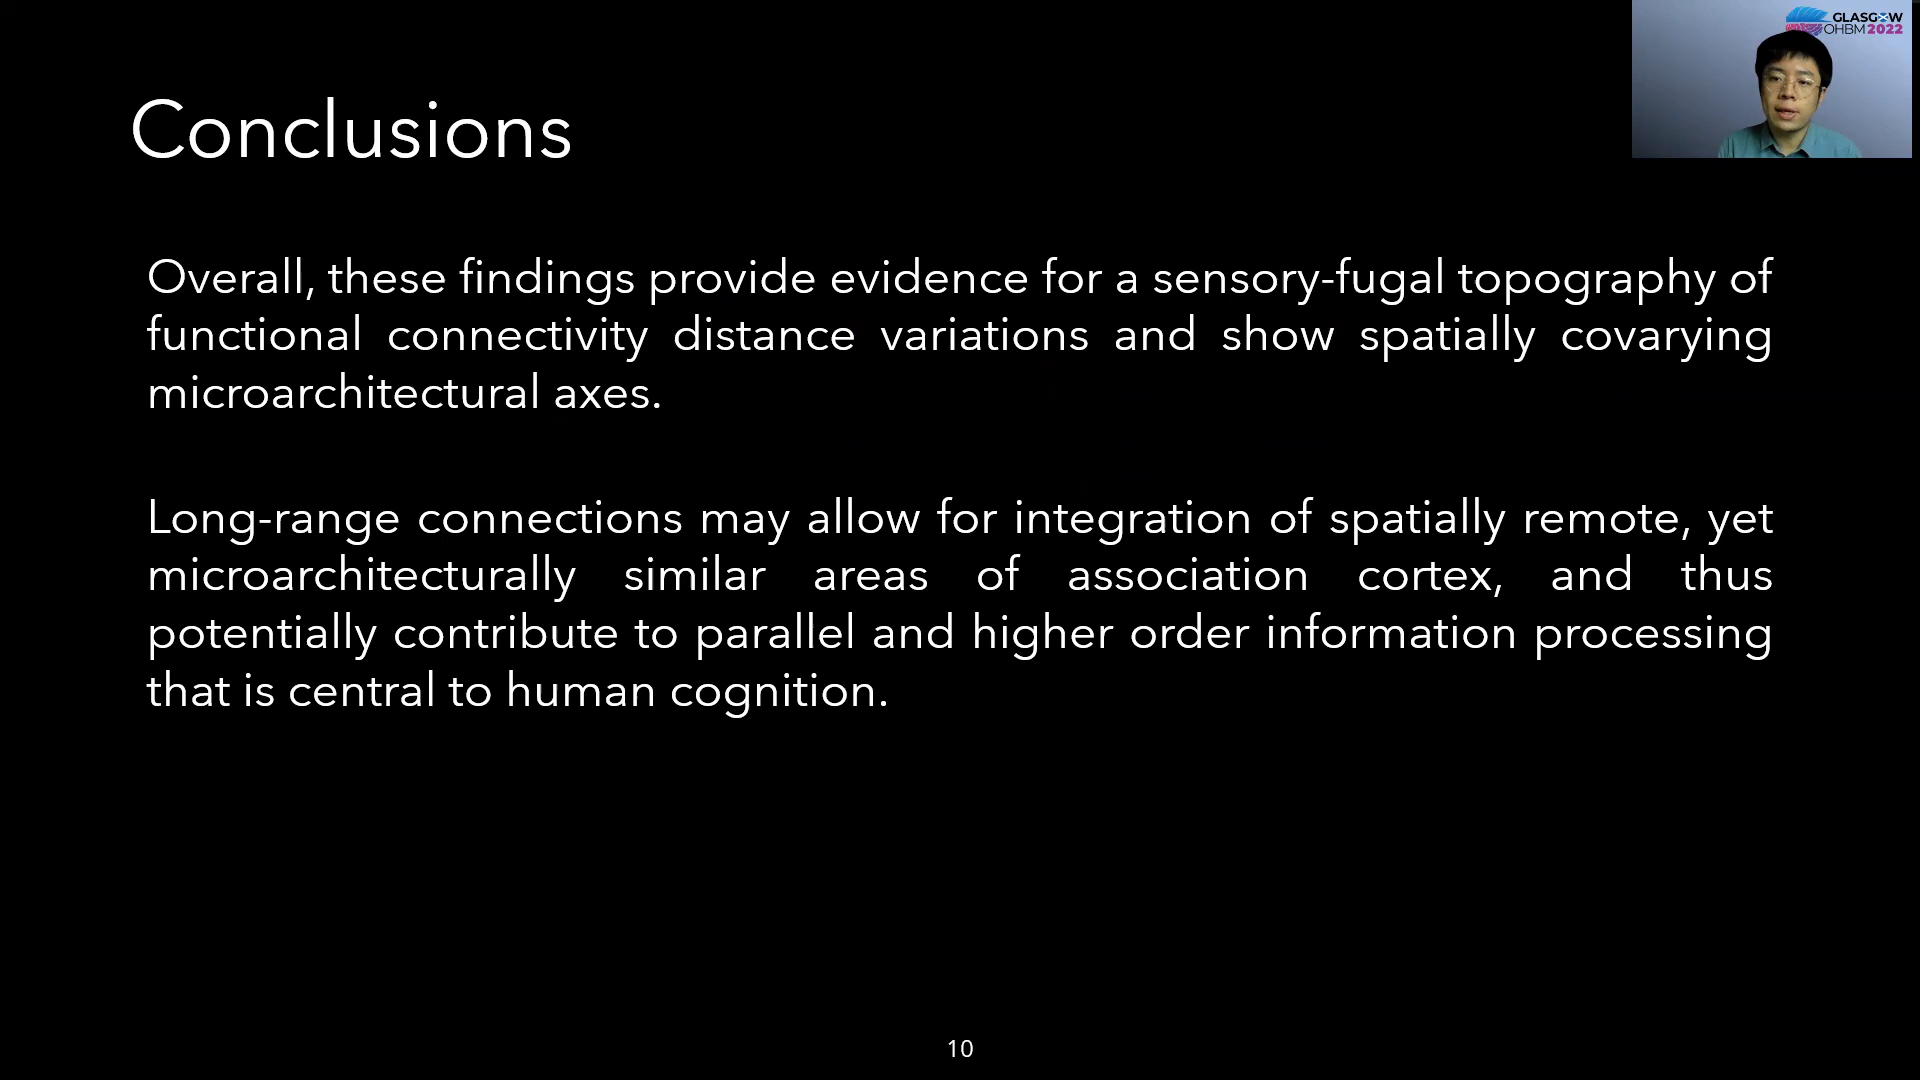 GLASGOW
OHBM 2022
Conclusions
Overall, these findings provide evidence for a sensory-fugal topography of
functional connectivity distance variations and show spatially covarying
microarchitectural axes.
Long-range connections may allow for integration of spatially remote, yet
microarchitecturally similar areas of association cortex, and thus
potentially contribute to parallel and higher order information processing
that is central to human cognition.
10